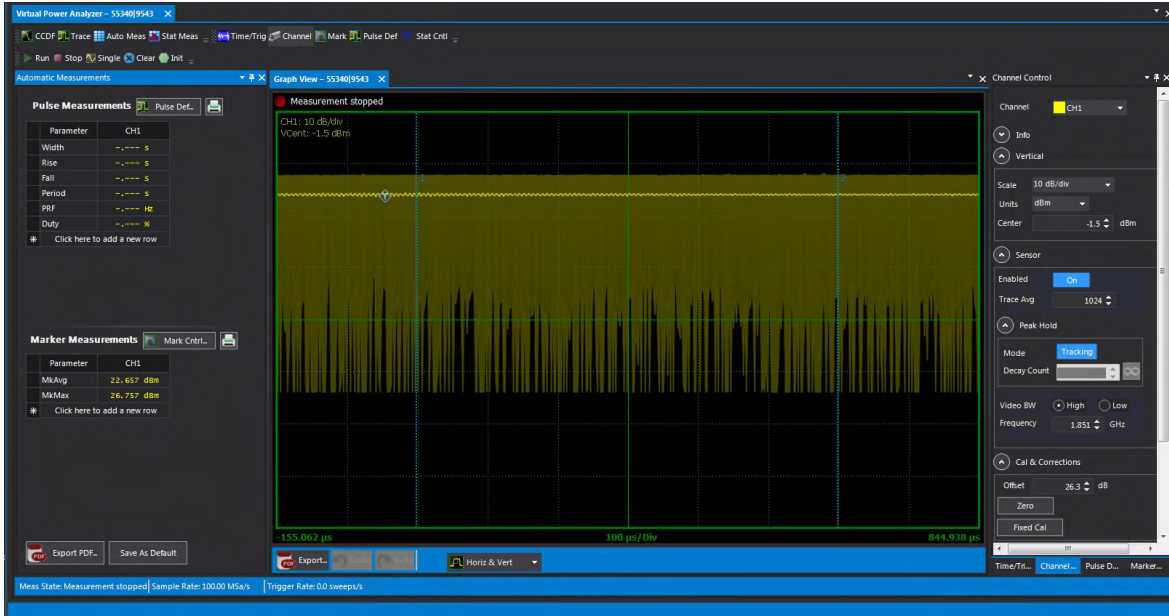 Virtual Power Analyzer – 55340|9543 X
CCDF Trace Auto Meas Stat Meas Time/Trig Channel Mark Pulse Def Stat Cntl
Run Stop Single Clear Init
Automatic Measurements
Pulse Measurements Pulse Def...
Parameter CH1
Width -.--- s
Rise -.--- s
Fall -.--- s
Period -.--- s
PRF -.--- Hz
Duty -.--- %
Click here to add a new row
Marker Measurements Mark Cntrl...
Parameter CH1
MkAvg 22.657 dBm
MkMax 26.757 dBm
Click here to add a new row
Export PDF... Save As Default
Graph View – 55340|9543 X
Measurement stopped
CH1: 10 dB/div
VCent: -1.5 dBm
1 2
T
-155.062 µs 100 µs/Div 844.938 µs
PDF Export... Horiz & Vert
Channel Control
Channel CH1
Info
Vertical
Scale 10 dB/div
Units dBm
Center -1.5 dBm
Sensor
Enabled On
Trace Avg 1024
Peak Hold
Mode Tracking
Decay Count
Video BW High Low
Frequency 1.851 GHz
Cal & Corrections
Offset 26.3 dB
Zero
Fixed Cal
Time/Tri... Channel... Pulse D... Marker...
Meas State: Measurement stopped Sample Rate: 100.00 MSa/s Trigger Rate: 0.0 sweeps/s